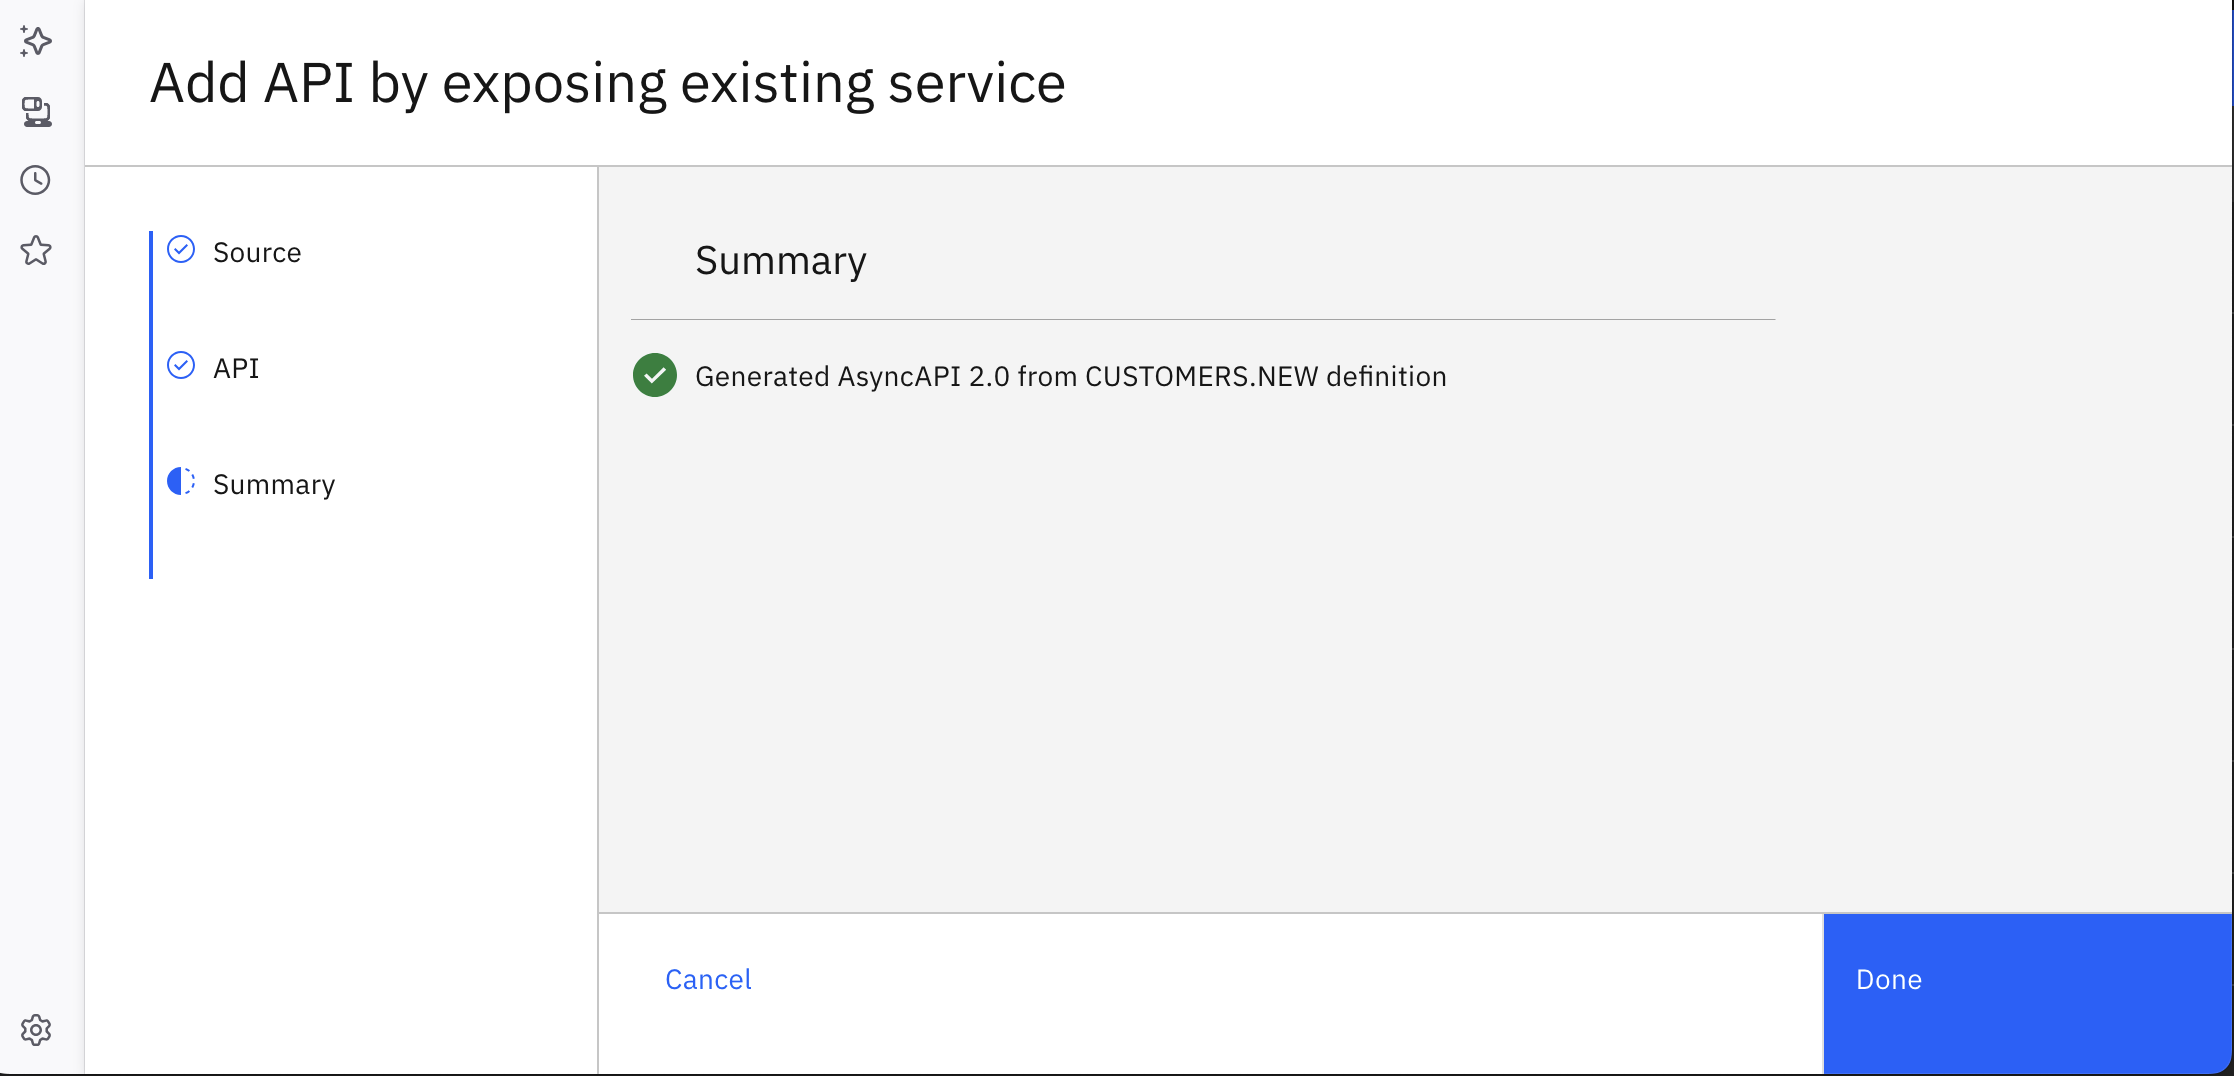 Add API by exposing existing service
Source
API
Summary
Summary
Generated AsyncAPI 2.0 from CUSTOMERS.NEW definition
Cancel
Done